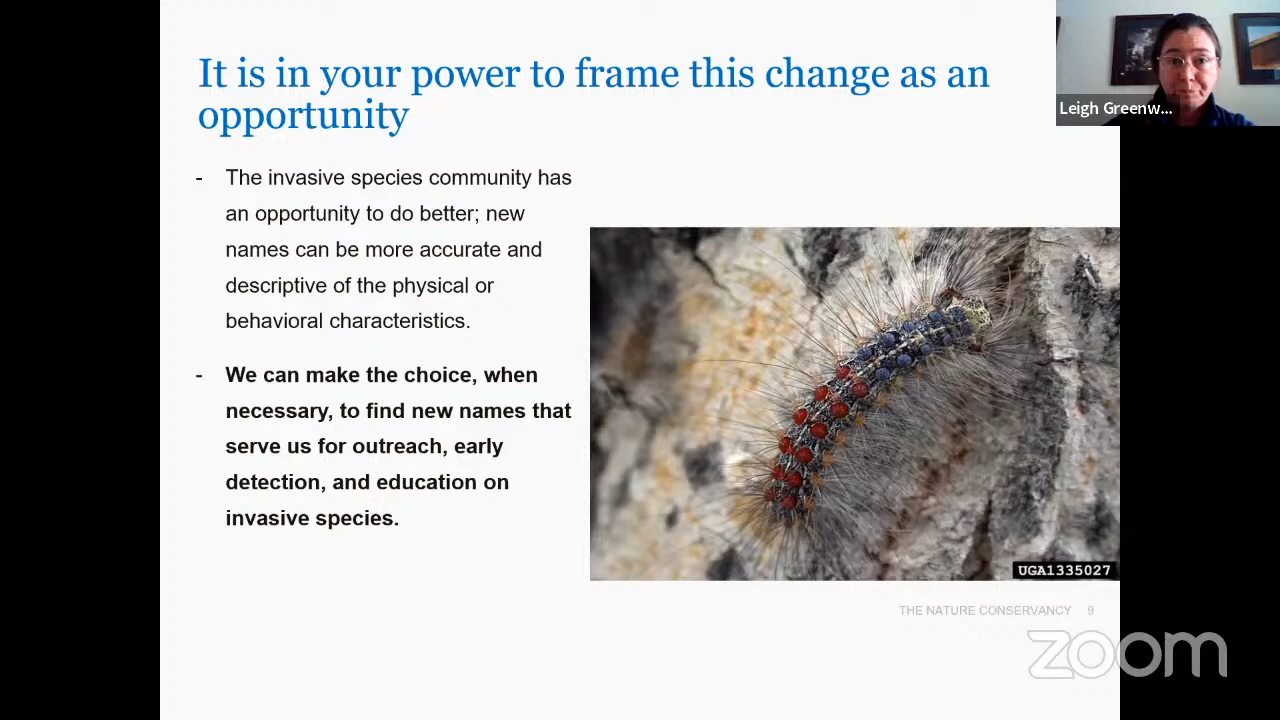 It is in your power to frame this change as an
opportunity
Leigh Greenw...
- The invasive species community has
an opportunity to do better; new
names can be more accurate and
descriptive of the physical or
behavioral characteristics.
- We can make the choice, when
necessary, to find new names that
serve us for outreach, early
detection, and education on
invasive species.
UGA1335027
THE NATURE CONSERVANCY 9
zoom